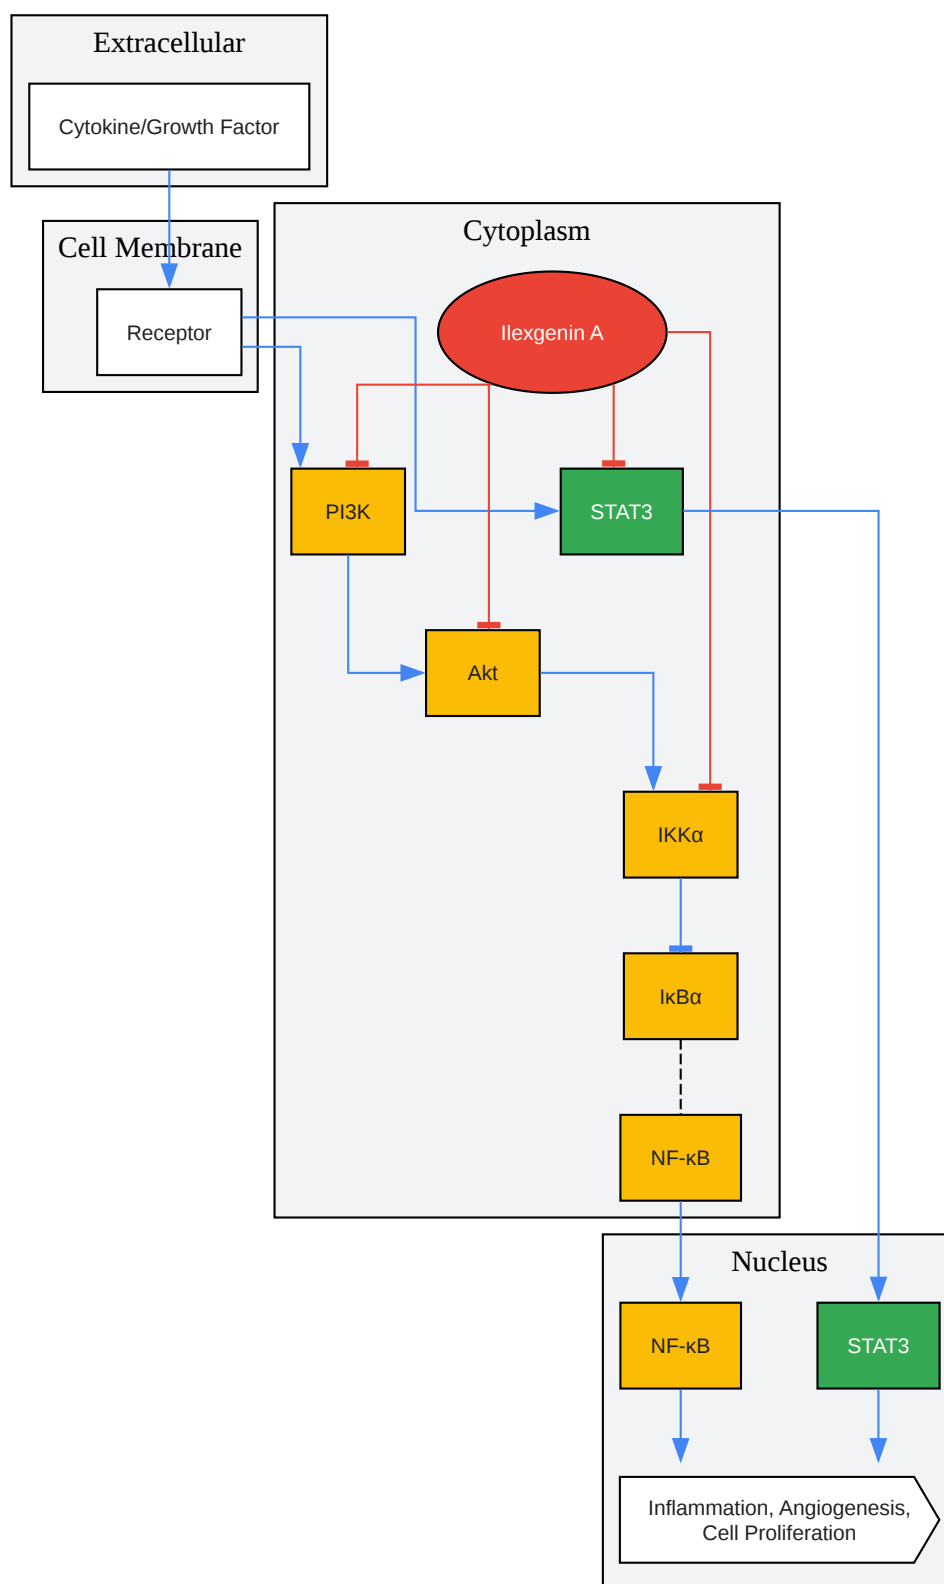 Extracellular
Cytokine/Growth Factor
Cell Membrane
Receptor
Cytoplasm
Ilexgenin A
PI3K
STAT3
Akt
IKKα
IκBα
NF-κB
Nucleus
NF-κB
STAT3
Inflammation, Angiogenesis,
Cell Proliferation